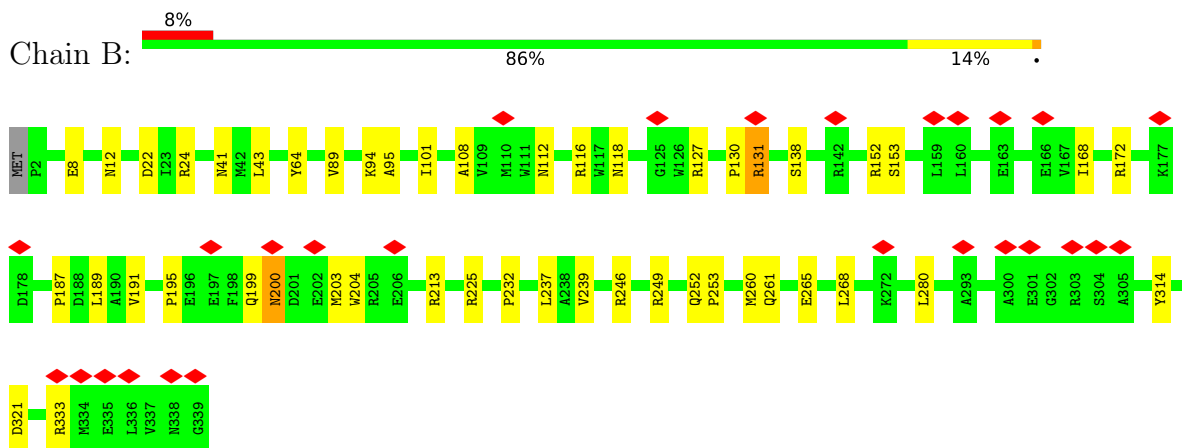 8%
Chain B:
86% 14% •
MET P2 E8 N12 D22 I23 R24 N41 M42 L43 Y64 V89 K94 A95 I101 A108 V109 M110 W111 N112 R116 W117 N118 G125 W126 R127 P130 R131 S138 R142 R152 S153 L159 L160 E163 E166 V167 I168 R172 K177
D178 P187 D188 L189 A190 V191 P195 E196 E197 F198 Q199 N200 D201 E202 M203 W204 R205 E206 R213 R225 P232 L237 A238 V239 R246 R249 Q252 P253 M260 Q261 E265 L268 K272 L280 A293 A300 E301 G302 R303 S304 A305 Y314
D321 R333 M334 E335 L336 V337 N338 G339